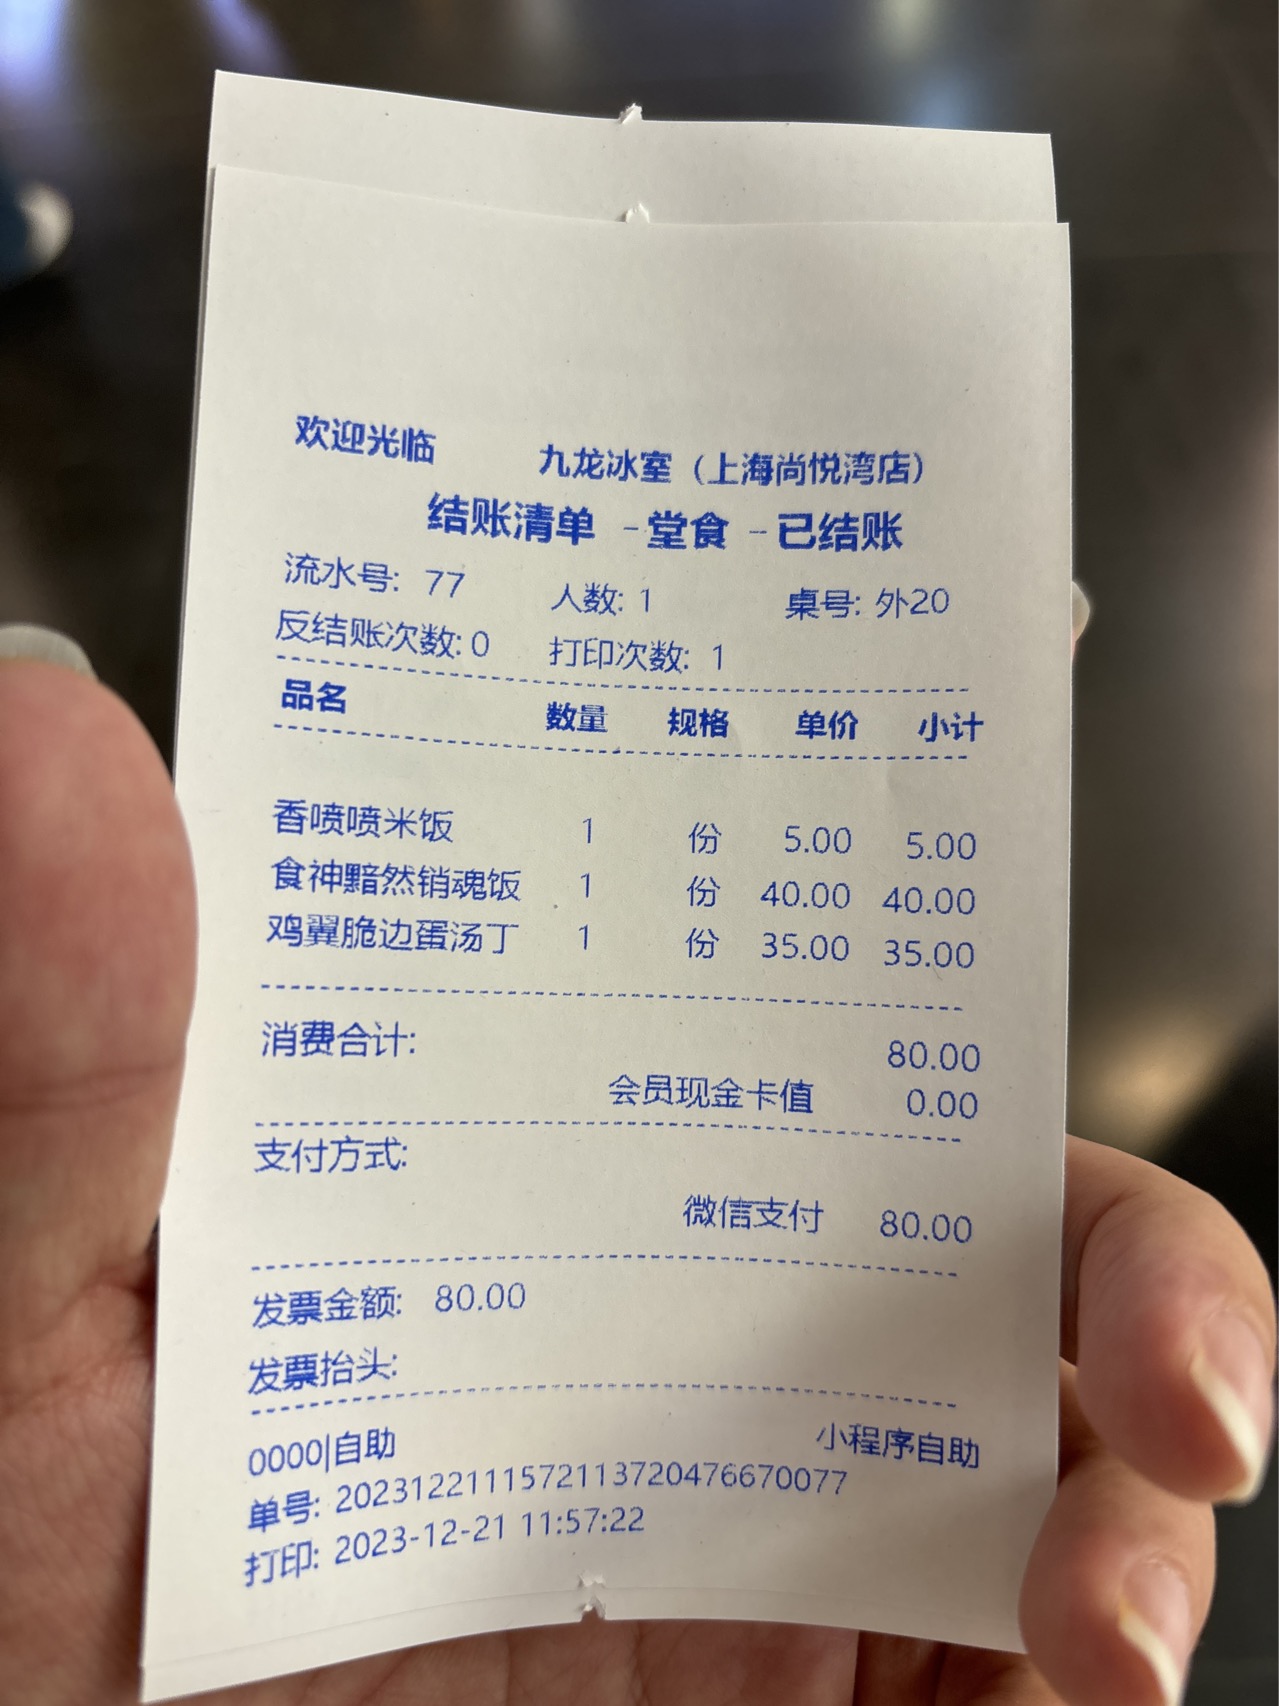 欢迎光临 九龙冰室（上海尚悦湾店）
结账清单 -堂食 -已结账
流水号: 77 人数: 1 桌号: 外20
反结账次数: 0 打印次数: 1
品名 数量 规格 单价 小计
香喷喷米饭 1 份 5.00 5.00
食神黯然销魂饭 1 份 40.00 40.00
鸡翼脆边蛋汤丁 1 份 35.00 35.00
消费合计: 80.00
会员现金卡值 0.00
支付方式:
微信支付 80.00
发票金额: 80.00
发票抬头:
0000|自助 小程序自助
单号: 2023122111572113720476670077
打印: 2023-12-21 11:57:22